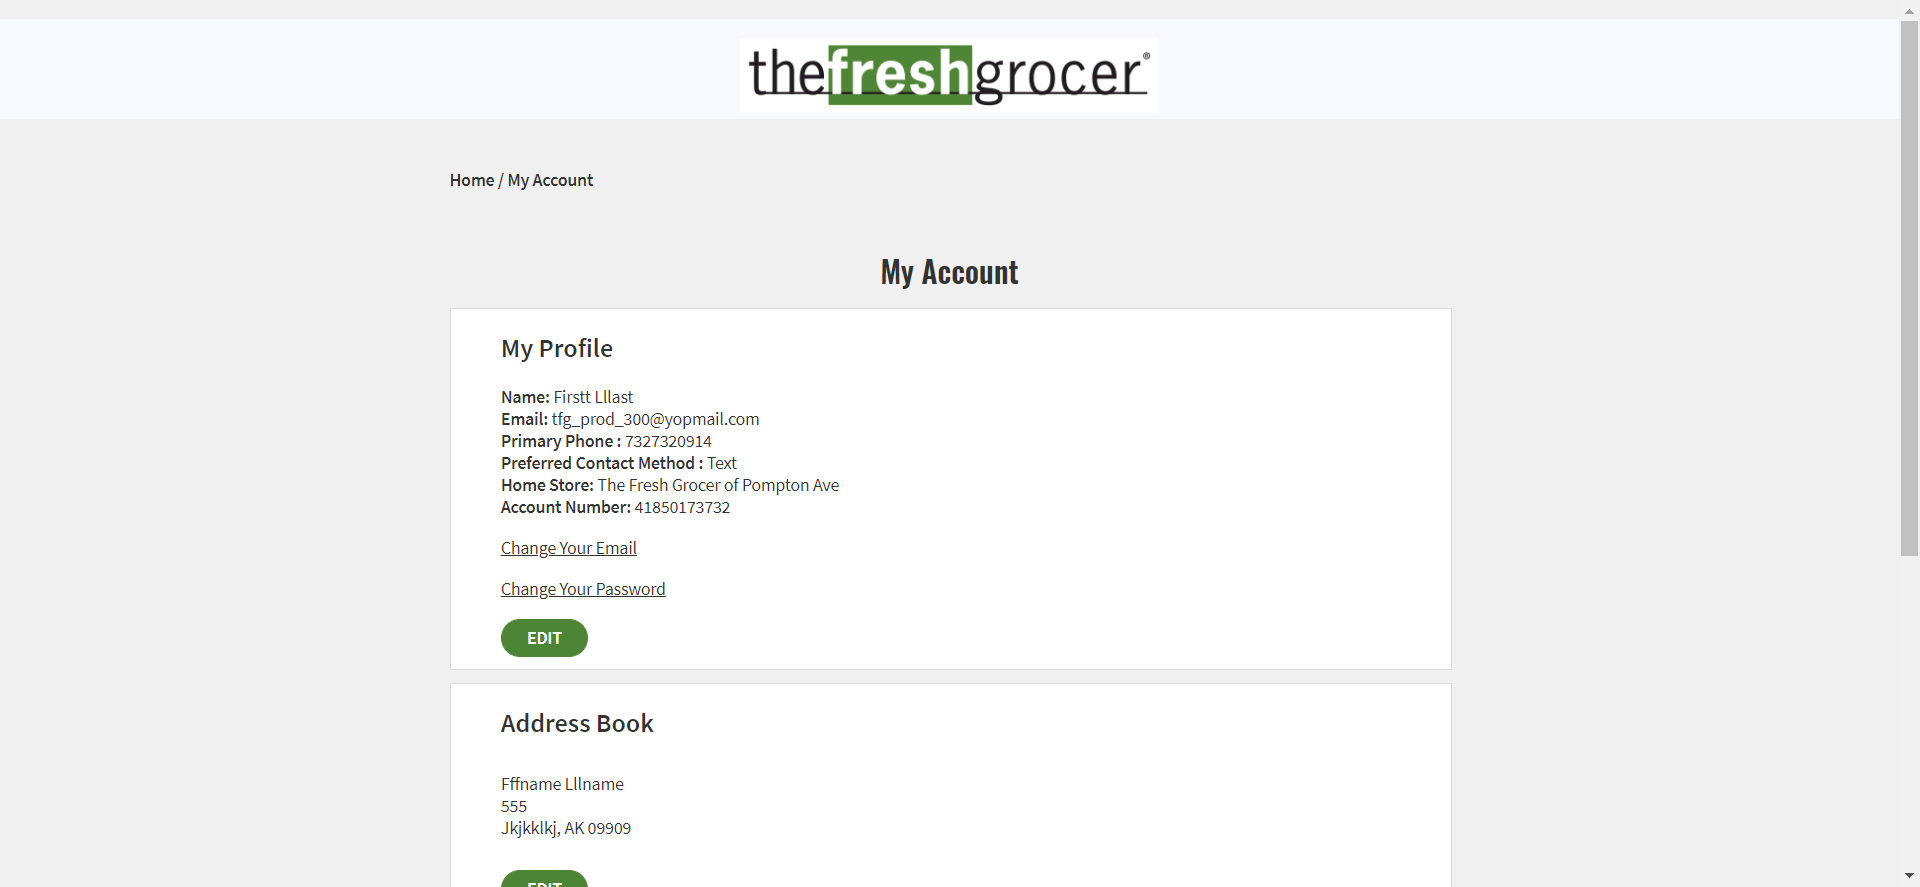 thefreshgrocer®
Home / My Account
My Account
My Profile
Name: Firstt Lllast
Email: tfg_prod_300@yopmail.com
Primary Phone : 7327320914
Preferred Contact Method : Text
Home Store: The Fresh Grocer of Pompton Ave
Account Number: 41850173732
Change Your Email
Change Your Password
EDIT
Address Book
Fffname Lllname
555
Jkjkklkj, AK 09909
EDIT